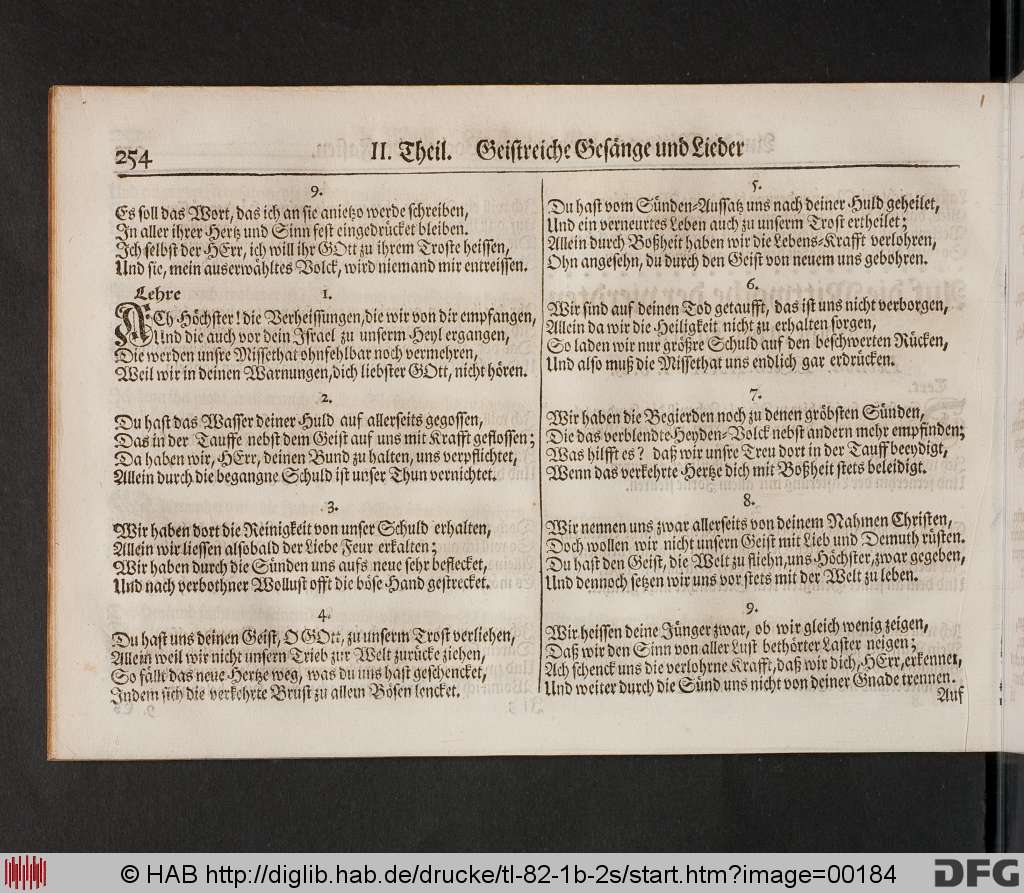 254
II. Theil. Geistreiche Gesänge und Lieder
9.
Es soll das Wort, das ich an sie anietzo werde schreiben,
In aller ihrer Hertz und Sinn fest eingedrücket bleiben.
Ich selbst der HErr, ich will ihr GOtt zu ihrem Troste heissen,
Und sie, mein auserwähltes Volck, wird niemand mir entreissen.
Lehre 1.
ACh Höchster! die Verheissungen, die wir von dir empfangen,
Und die auch vor dein Israel zu unserm Heyl ergangen,
Die werden unsre Missethat ohnfehlbar noch vermehren,
Weil wir in deinen Warnungen, dich liebster GOtt, nicht hören.
2.
Du hast das Wasser deiner Huld auf allerseits gegossen,
Das in der Tauffe nebst dem Geist auf uns mit Krafft geflossen;
Da haben wir, HErr, deinen Bund zu halten, uns verpflichtet,
Allein durch die begangne Schuld ist unser Thun vernichtet.
3.
Wir haben dort die Reinigkeit von unser Schuld erhalten,
Allein wir liessen alsobald der Liebe Feur erkalten;
Wir haben durch die Sünden uns aufs neue sehr beflecket,
Und nach verbothner Wollust offt die böse Hand gestrecket.
4.
Du hast uns deinen Geist, O GOtt, zu unserm Trost verliehen,
Allein weil wir nicht unsern Trieb zur Welt zurücke ziehen,
So fällt das neue Hertze weg, was du uns hast geschencket,
Indem sich die verkehrte Brust zu allem Bösen lencket.
5.
Du hast vom Sünden-Aussatz uns nach deiner Huld geheilet,
Und ein verneurtes Leben auch zu unserm Trost ertheilet;
Allein durch Boßheit haben wir die Lebens-Krafft verlohren,
Ohn angesehn, du durch den Geist von neuem uns gebohren.
6.
Wir sind auf deinen Tod getaufft, das ist uns nicht verborgen,
Allein da wir die Heiligkeit nicht zu erhalten sorgen,
So laden wir nur größre Schuld auf den beschwerten Rücken,
Und also muß die Missethat uns endlich gar erdrücken.
7.
Wir haben die Begierden noch zu denen gröbsten Sünden,
Die das verblendte Heyden-Volck nebst andern mehr empfinden;
Was hilfft es? daß wir unsre Treu dort in der Tauff beeydigt,
Wenn das verkehrte Hertze dich mit Boßheit stets beleidigt.
8.
Wir nennen uns zwar allerseits von deinem Nahmen Christen,
Doch wollen wir nicht unsern Geist mit Lieb und Demuth rüsten.
Du hast den Geist, die Welt zu fliehn, uns Höchster, zwar gegeben,
Und dennoch setzen wir uns vor stets mit der Welt zu leben.
9.
Wir heissen deine Jünger zwar, ob wir gleich wenig zeigen,
Daß wir den Sinn von aller Lust bethörter Laster neigen;
Ach schenck uns die verlohrne Krafft, daß wir dich, HErr, erkennen,
Und weiter durch die Sünd uns nicht von deiner Gnade trennen.
Auf
© HAB http://diglib.hab.de/drucke/tl-82-1b-2s/start.htm?image=00184
DFG